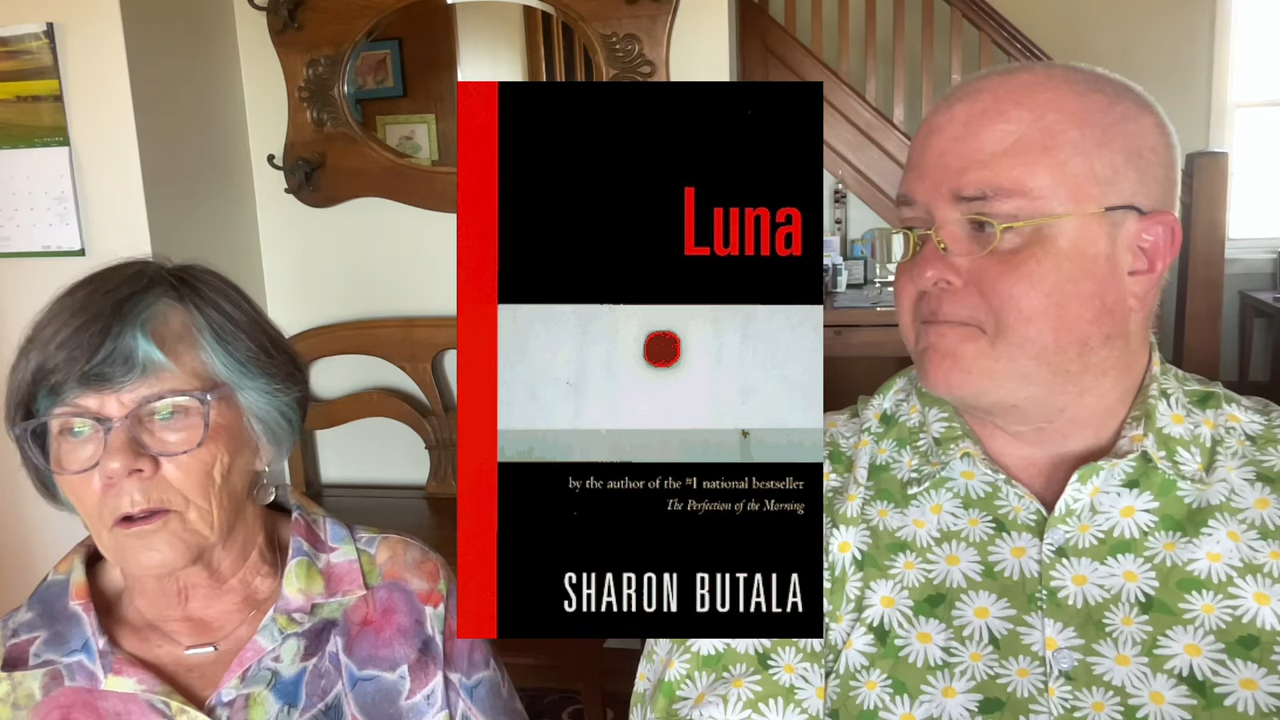 Luna
by the author of the #1 national bestseller
The Perfection of the Morning
SHARON BUTALA